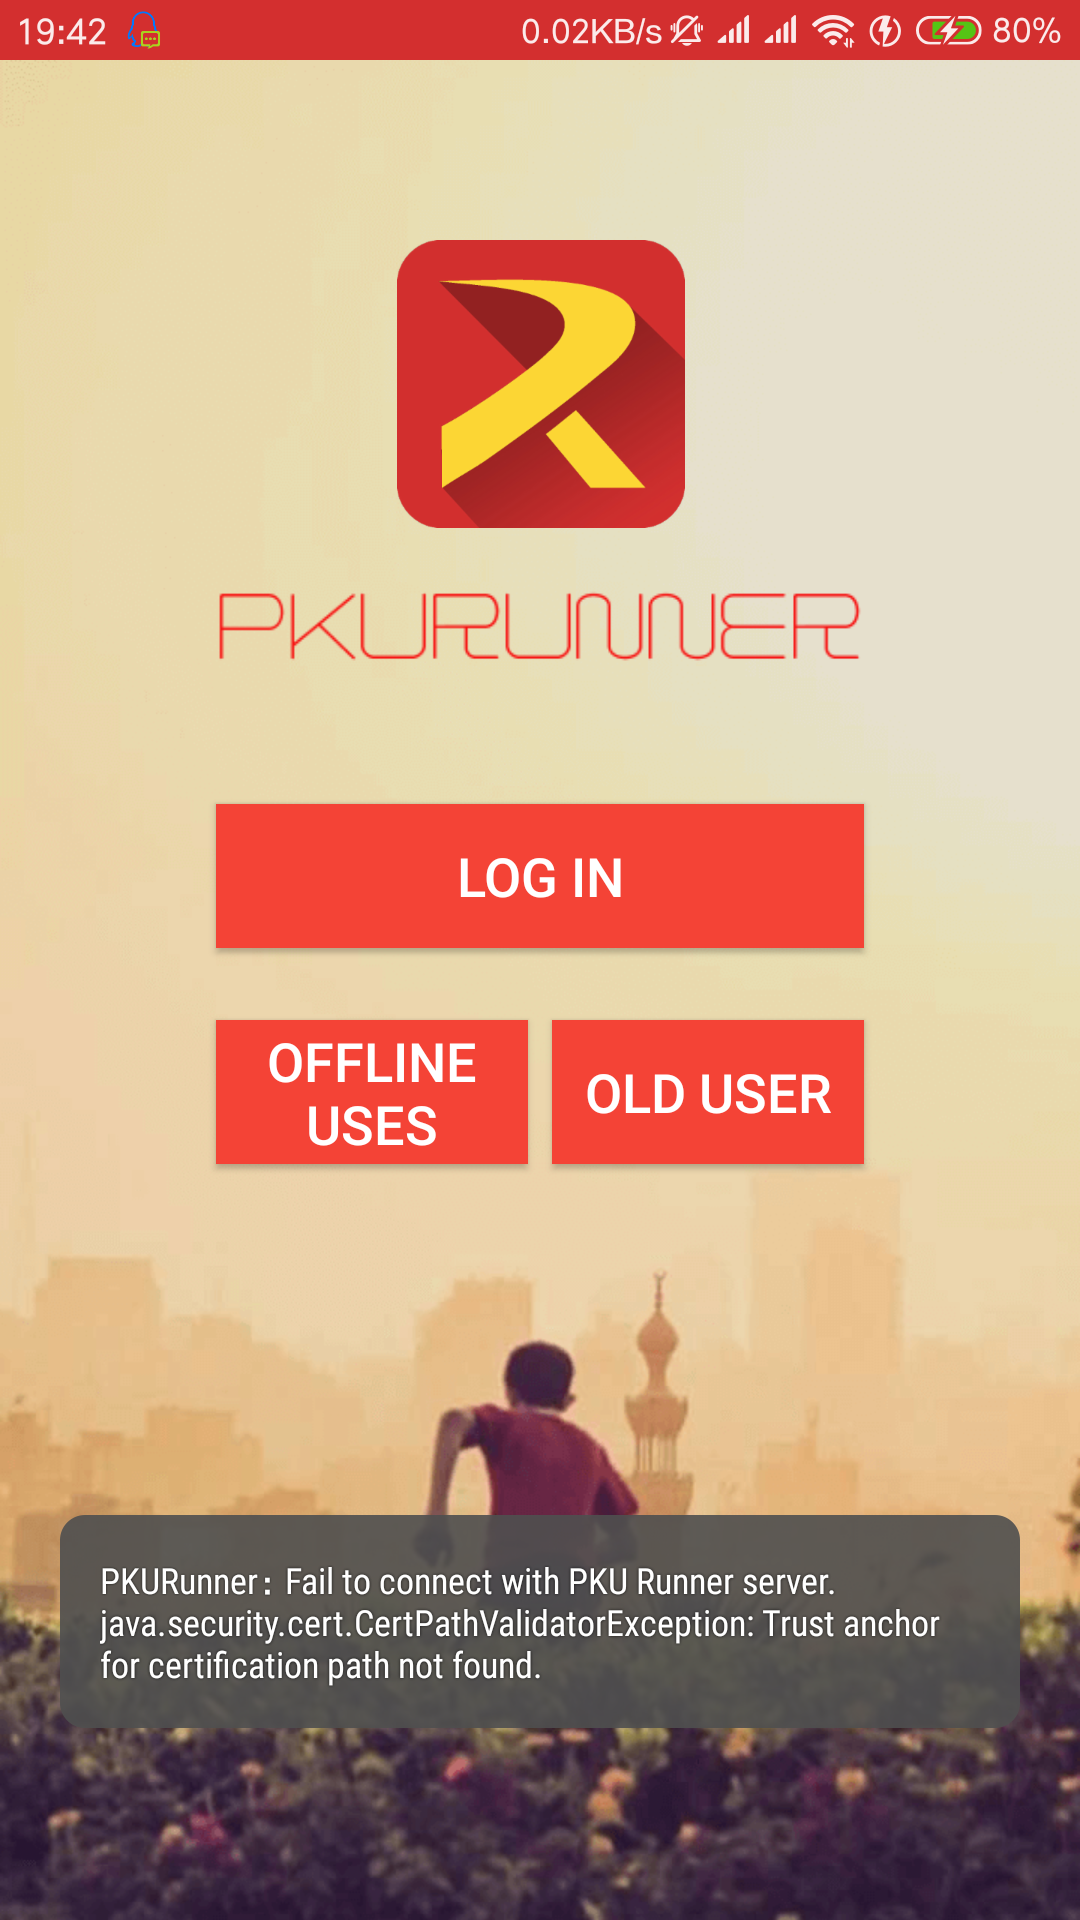 19:42 0.02KB/s 80%
PKURUNNER
LOG IN
OFFLINE
USES
OLD USER
PKURunner：Fail to connect with PKU Runner server.
java.security.cert.CertPathValidatorException: Trust anchor
for certification path not found.